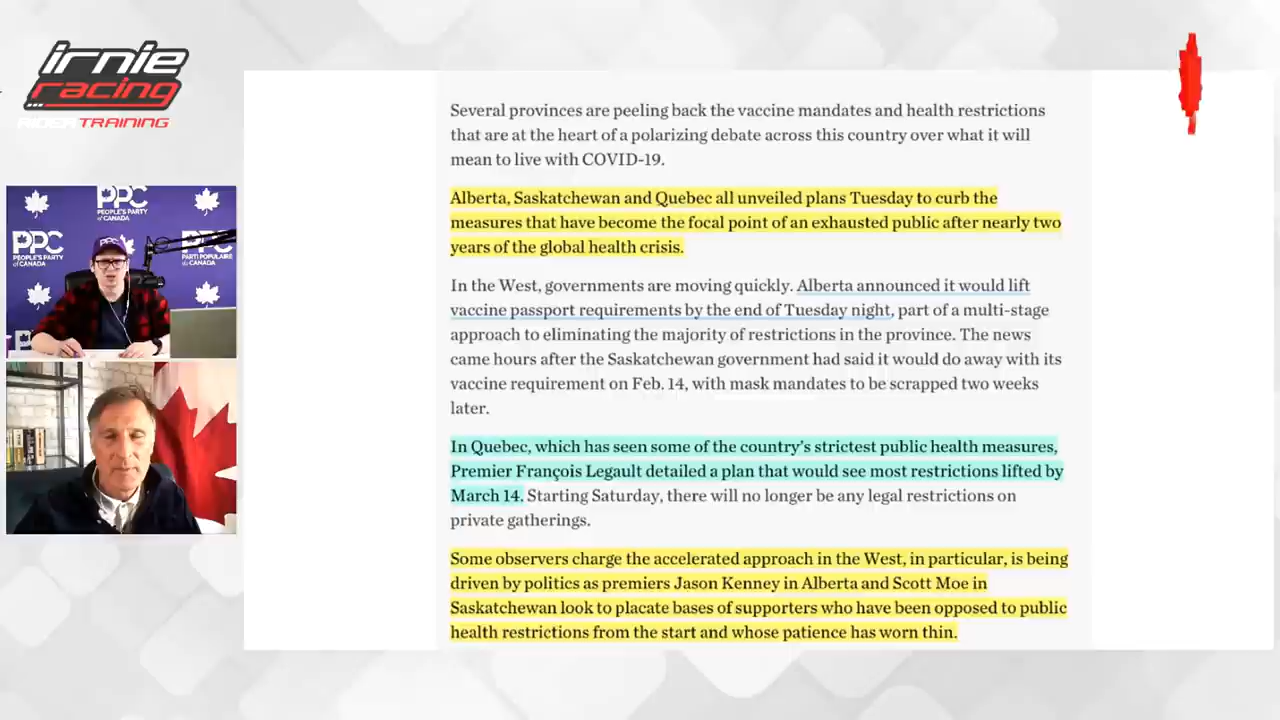 irnie
racing
RIDER TRAINING
PPC
PEOPLE'S PARTY
of CANADA
PPC
PEOPLE'S PARTY
of CANADA
PPC
PARTI POPULAIRE
du CANADA
Several provinces are peeling back the vaccine mandates and health restrictions
that are at the heart of a polarizing debate across this country over what it will
mean to live with COVID-19.
Alberta, Saskatchewan and Quebec all unveiled plans Tuesday to curb the
measures that have become the focal point of an exhausted public after nearly two
years of the global health crisis.
In the West, governments are moving quickly. Alberta announced it would lift
vaccine passport requirements by the end of Tuesday night, part of a multi-stage
approach to eliminating the majority of restrictions in the province. The news
came hours after the Saskatchewan government had said it would do away with its
vaccine requirement on Feb. 14, with mask mandates to be scrapped two weeks
later.
In Quebec, which has seen some of the country's strictest public health measures,
Premier François Legault detailed a plan that would see most restrictions lifted by
March 14. Starting Saturday, there will no longer be any legal restrictions on
private gatherings.
Some observers charge the accelerated approach in the West, in particular, is being
driven by politics as premiers Jason Kenney in Alberta and Scott Moe in
Saskatchewan look to placate bases of supporters who have been opposed to public
health restrictions from the start and whose patience has worn thin.